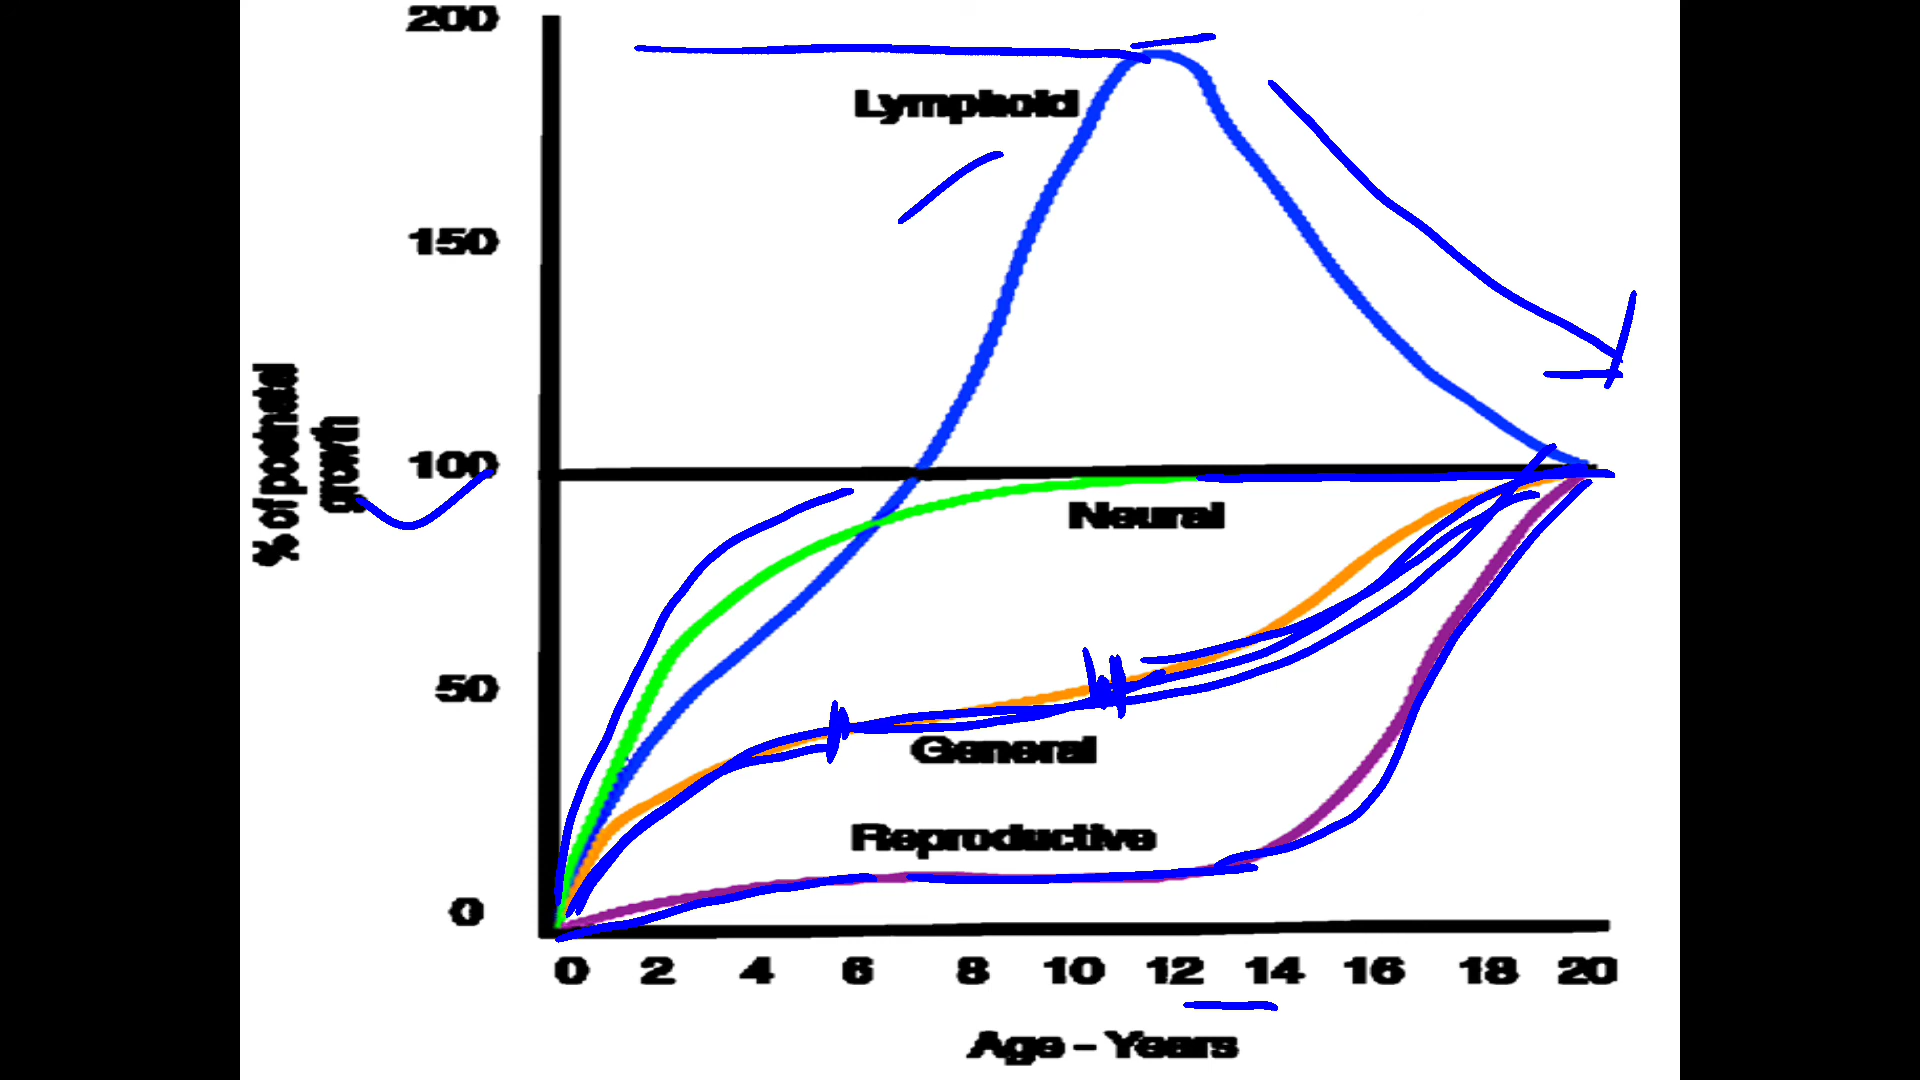 200
Lymphoid
150
% of postnatal
growth
100
Neural
50
General
Reproductive
0
0 2 4 6 8 10 12 14 16 18 20
Age - Years